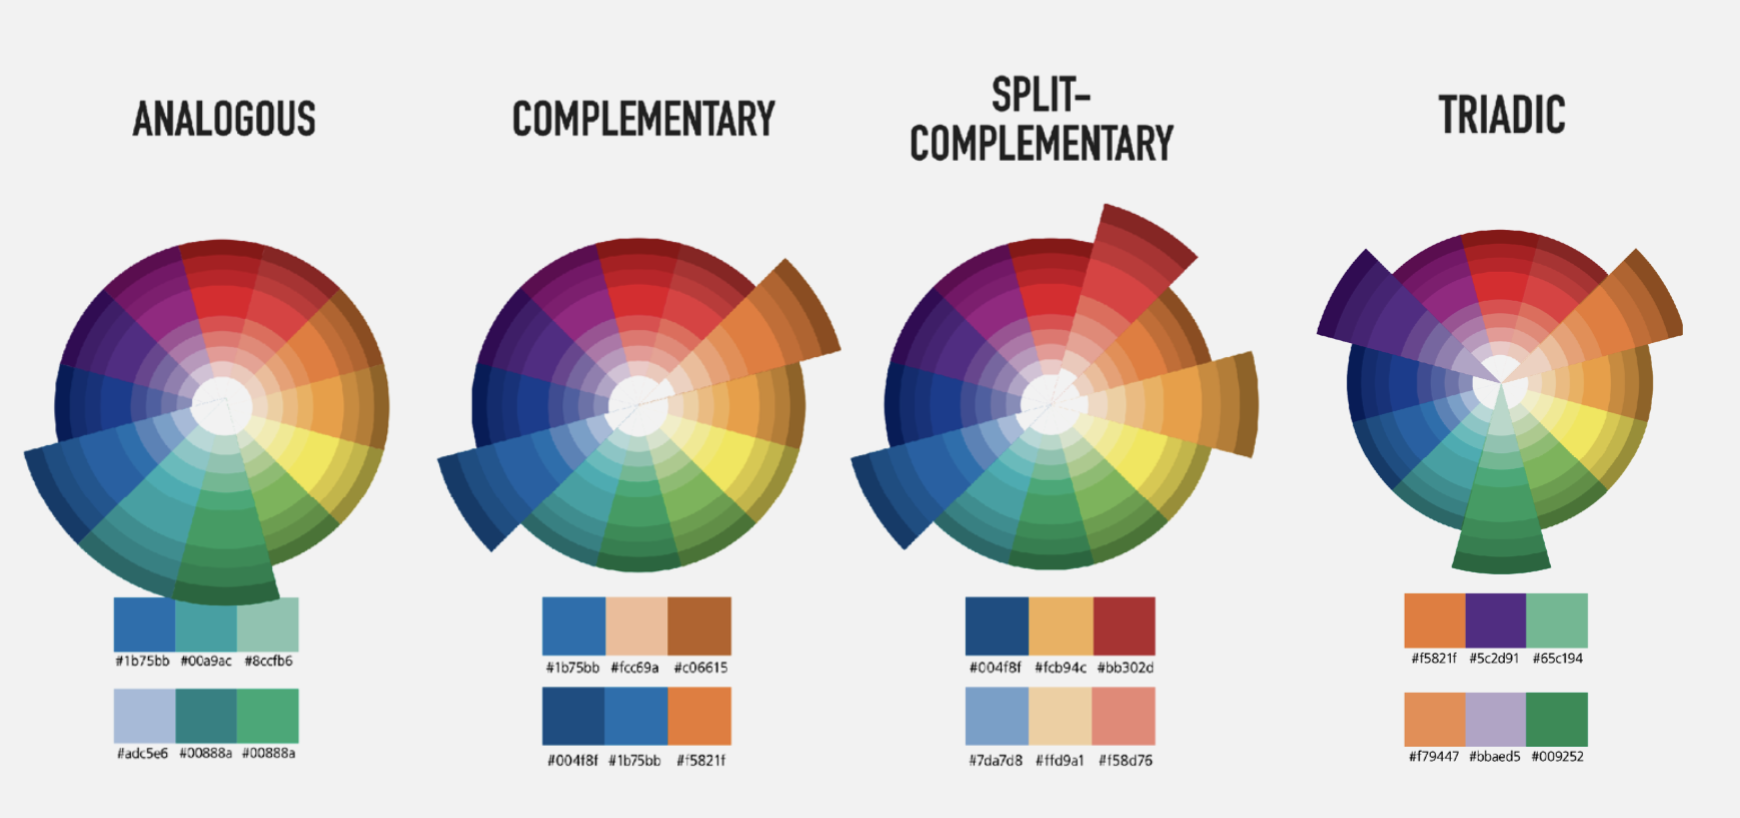 ANALOGOUS
COMPLEMENTARY
SPLIT-
COMPLEMENTARY
TRIADIC
#1b75bb #00a9ac #8ccfb6
#adc5e6 #00888a #00888a
#1b75bb #fcc69a #c06615
#004f8f #1b75bb #f5821f
#004f8f #fcb94c #bb302d
#7da7d8 #ffd9a1 #f58d76
#f5821f #5c2d91 #65c194
#f79447 #bbaed5 #009252